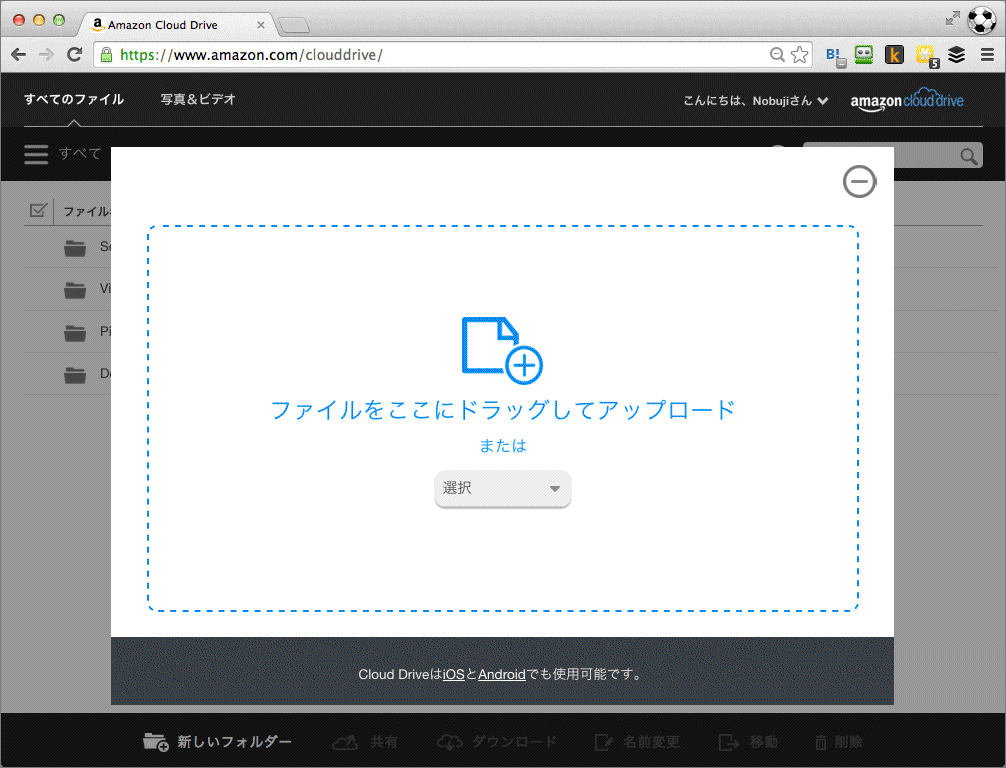 Amazon Cloud Drive
https://www.amazon.com/clouddrive/
B!
k
5
すべてのファイル 写真＆ビデオ こんにちは、Nobujiさん amazon clouddrive
すべて
ファイル
Se
Vi
Pi
De
ファイルをここにドラッグしてアップロード
または
選択
Cloud DriveはiOSとAndroidでも使用可能です。
新しいフォルダー 共有 ダウンロード 名前変更 移動 削除